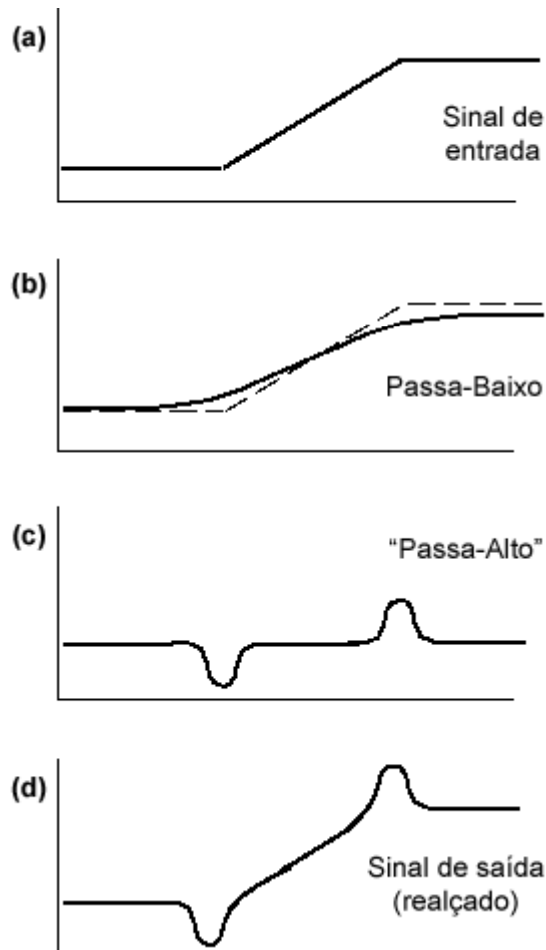 (a)
Sinal de
entrada
(b)
Passa-Baixo
(c)
“Passa-Alto”
(d)
Sinal de saída
(realçado)